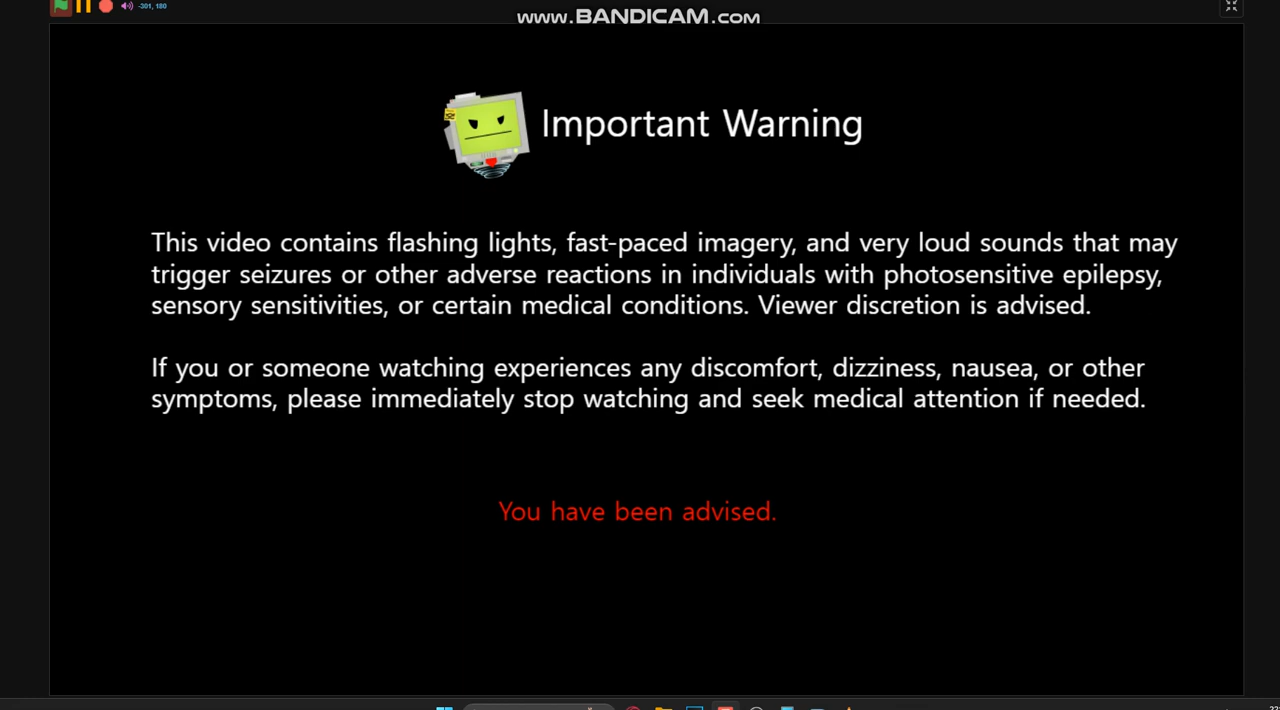 -301, 180
www.BANDICAM.com
Important Warning
This video contains flashing lights, fast-paced imagery, and very loud sounds that may
trigger seizures or other adverse reactions in individuals with photosensitive epilepsy,
sensory sensitivities, or certain medical conditions. Viewer discretion is advised.
If you or someone watching experiences any discomfort, dizziness, nausea, or other
symptoms, please immediately stop watching and seek medical attention if needed.
You have been advised.